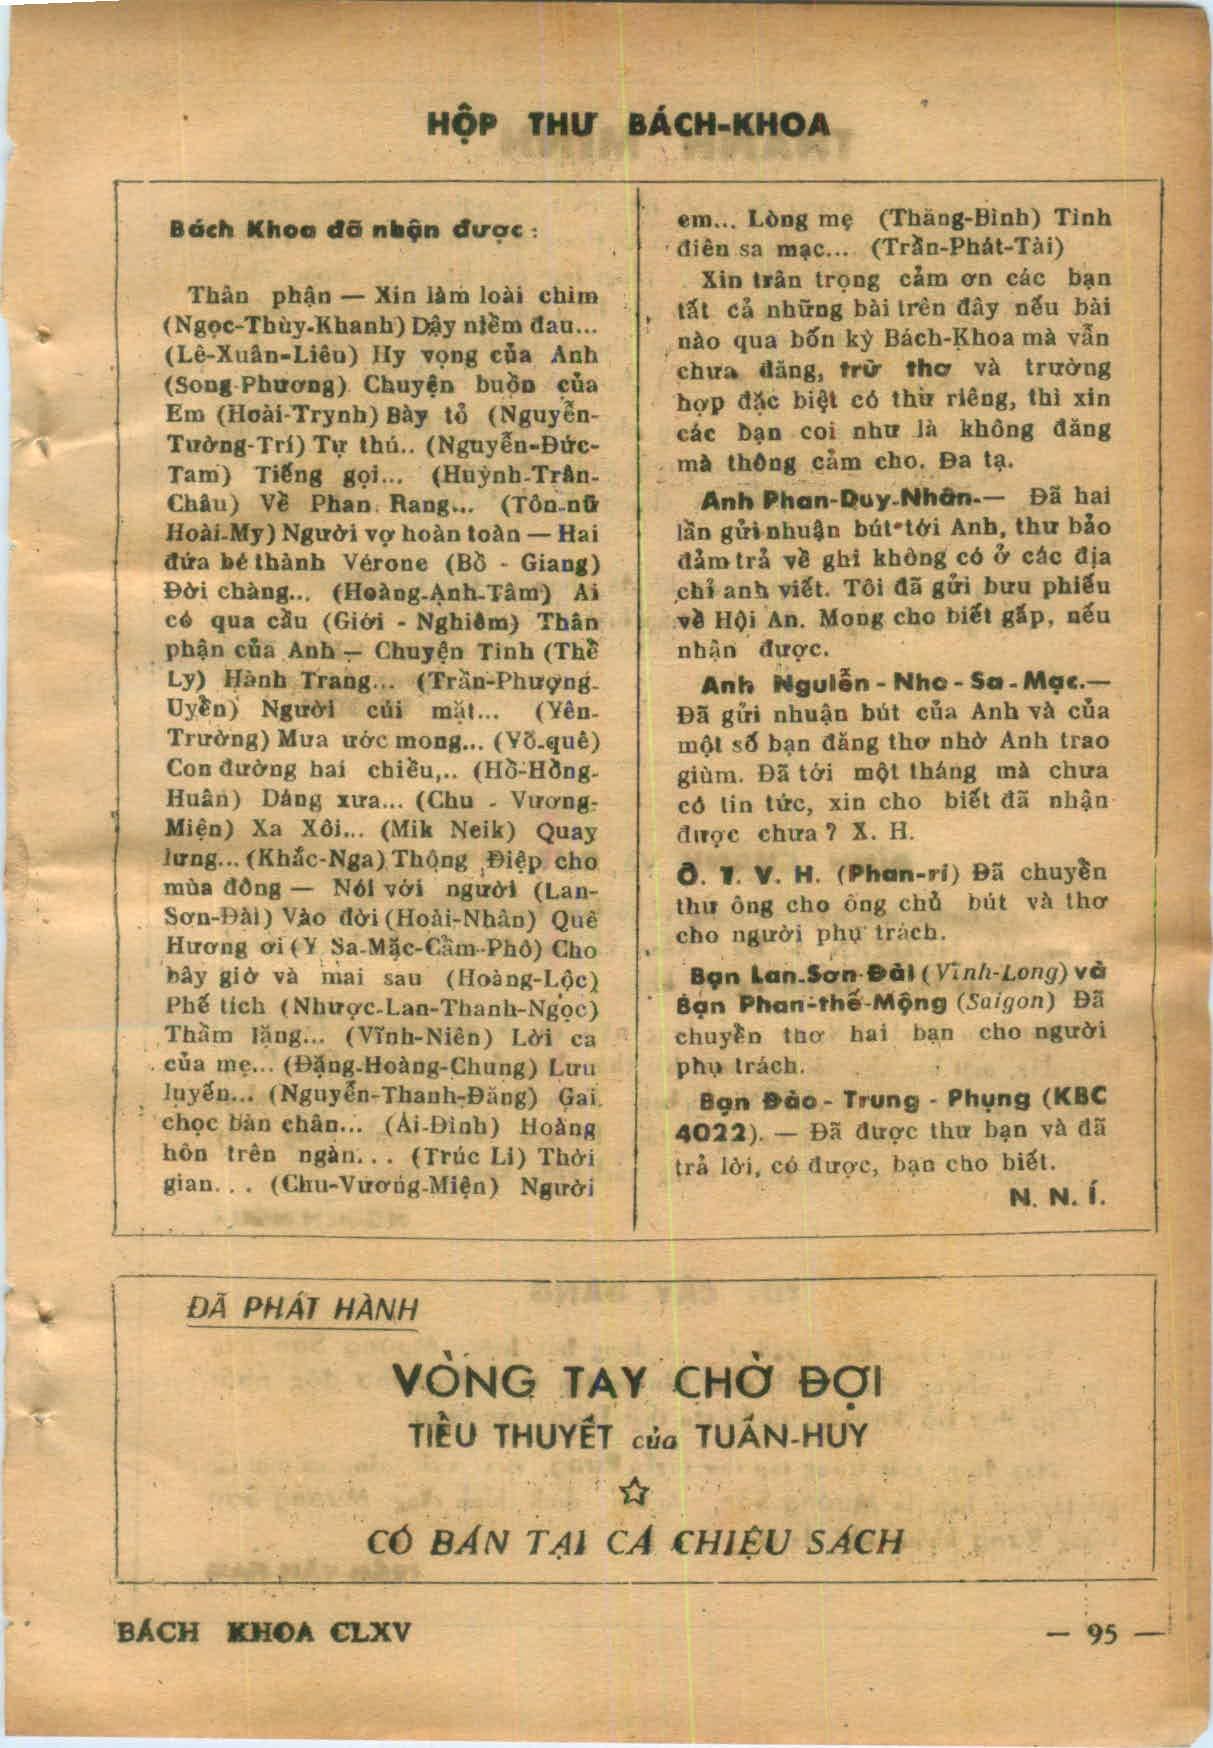 HỘP THƯ BÁCH-KHOA
Bách Khoa đã nhận được :
Thân phận — Xin làm loài chim
(Ngọc-Thùy-Khanh) Dậy niềm đau...
(Lê-Xuân-Liêu) Hy vọng của Anh
(Song-Phương) Chuyện buồn của
Em (Hoài-Trynh) Bày tỏ (Nguyễn-
Tường-Trí) Tự thú.. (Nguyễn-Đức-
Tam) Tiếng gọi... (Huỳnh-Trân-
Châu) Về Phan Rang... (Tôn-nữ
Hoài-My) Người vợ hoàn toàn — Hai
đứa bé thành Vérone (Bồ - Giang)
Đời chàng... (Hoàng-Anh-Tâm) Ai
có qua cầu (Giới - Nghiêm) Thân
phận của Anh — Chuyện Tình (Thế
Ly) Hành Trang... (Trần-Phượng-
Uyển) Người cúi mặt... (Yên-
Trường) Mưa ước mong... (Võ-quê)
Con đường hai chiều,.. (Hồ-Hồng-
Huân) Dáng xưa... (Chu - Vương-
Miện) Xa Xôi... (Mik Neik) Quay
lưng... (Khắc-Nga) Thông Điệp cho
mùa đông — Nói với người (Lan-
Sơn-Đài) Vào đời (Hoài-Nhân) Quê
Hương ơi (Y Sa-Mặc-Cầm-Phô) Cho
bây giờ và mai sau (Hoàng-Lộc)
Phế tích (Nhược-Lan-Thanh-Ngọc)
Thầm lặng... (Vĩnh-Niên) Lời ca
của mẹ... (Đặng-Hoàng-Chung) Lưu
luyến... (Nguyễn-Thanh-Đăng) Gai
chọc bàn chân... (Ái-Đình) Hoàng
hôn trên ngàn... (Trúc Li) Thời
gian... (Chu-Vương-Miện) Người
em... Lòng mẹ (Thăng-Bình) Tình
điên sa mạc... (Trần-Phát-Tài)
Xin trân trọng cảm ơn các bạn
tất cả những bài trên đây nếu bài
nào qua bốn kỳ Bách-Khoa mà vẫn
chưa đăng, trừ thơ và trường
hợp đặc biệt có thư riêng, thì xin
các bạn coi như là không đăng
mà thông cảm cho. Đa tạ.
Anh Phan-Duy-Nhân.— Đã hai
lần gửi nhuận bút tới Anh, thư bảo
đảm trả về ghi không có ở các địa
chỉ anh viết. Tôi đã gửi bưu phiếu
về Hội An. Mong cho biết gấp, nếu
nhận được.
Anh Nguiễn - Nho - Sa - Mạc.—
Đã gửi nhuận bút của Anh và của
một số bạn đăng thơ nhờ Anh trao
giùm. Đã tới một tháng mà chưa
có tin tức, xin cho biết đã nhận
được chưa ? X. H.
Ô. T. V. H. (Phan-rí) Đã chuyển
thư ông cho ông chủ bút và thơ
cho người phụ trách.
Bạn Lan-Sơn-Đài (Vĩnh-Long) và
Bạn Phan-thế-Mộng (Saigon) Đã
chuyển thơ hai bạn cho người
phụ trách.
Bạn Đào - Trung - Phụng (KBC
4022). — Đã được thư bạn và đã
trả lời, có được, bạn cho biết.
N. N. Í.
ĐÃ PHÁT HÀNH
VÒNG TAY CHỜ ĐỢI
TIỂU THUYẾT của TUẤN-HUY
☆
CÓ BÁN TẠI CÁ CHIỆU SÁCH
BÁCH KHOA CLXV
— 95 —